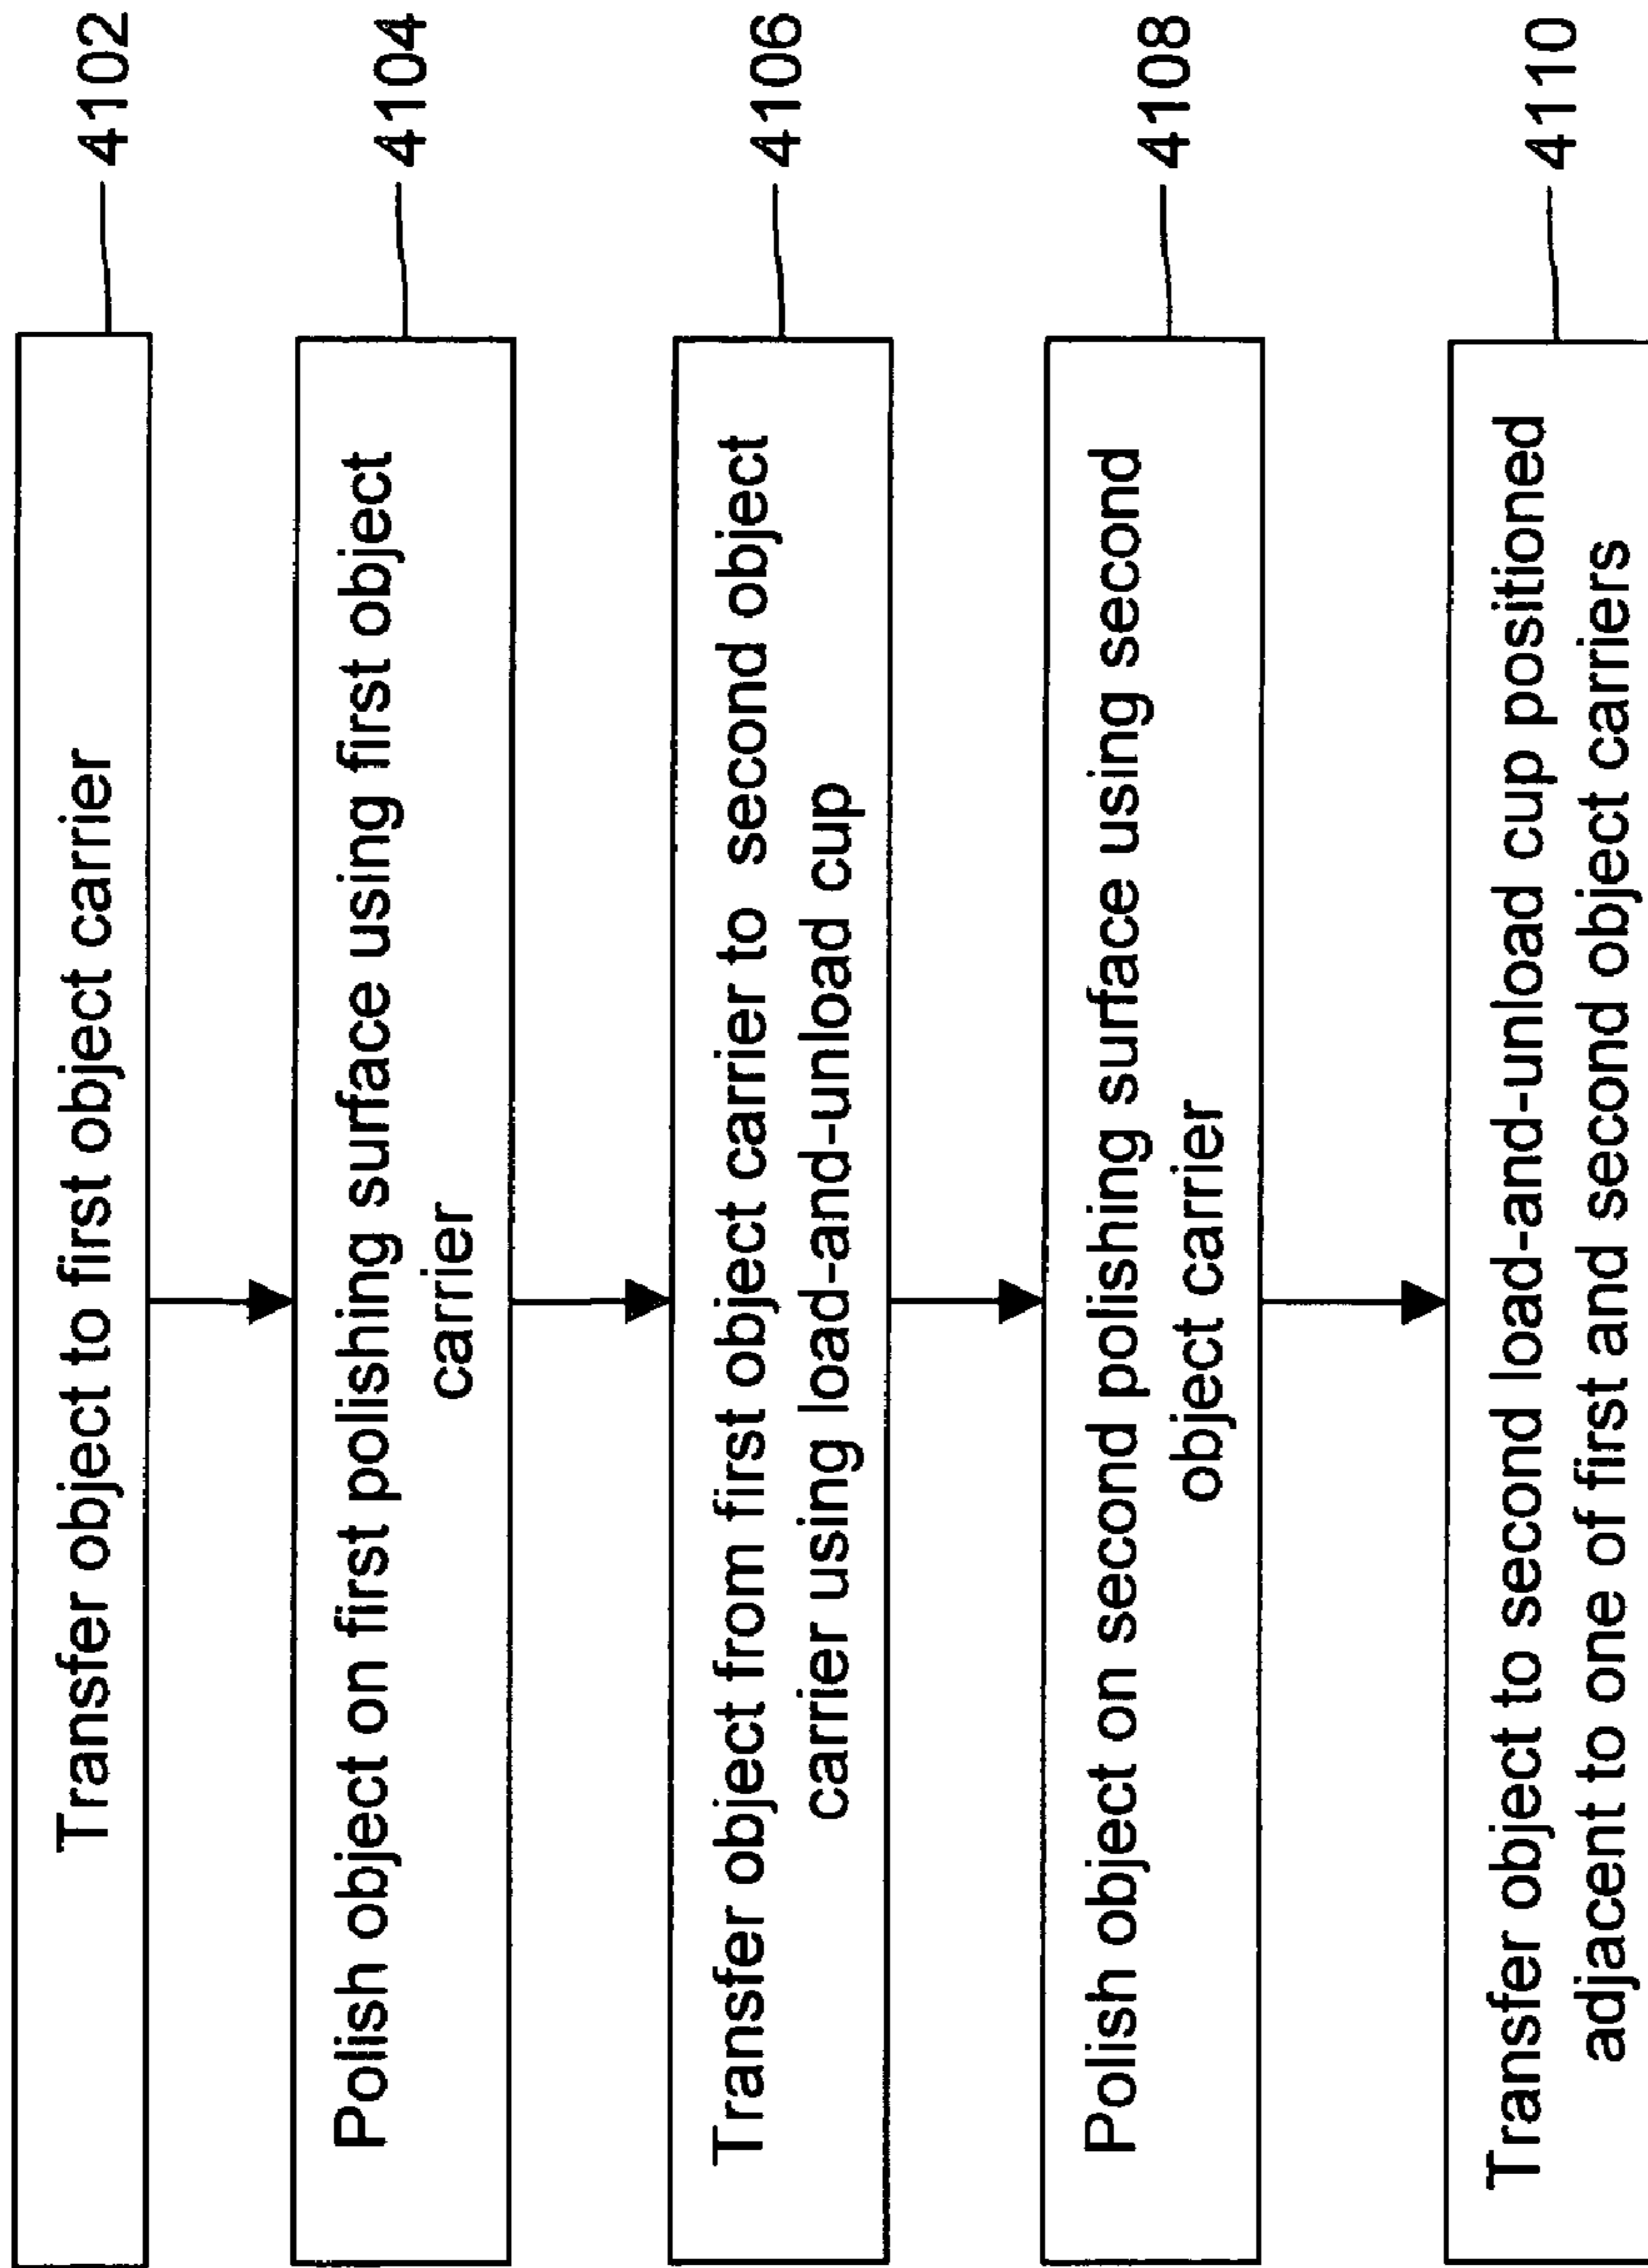 Transfer object to first object carrier
4102
Polish object on first polishing surface using first object
carrier
4104
Transfer object from first object carrier to second object
carrier using load-and-unload cup
4106
Polish object on second polishing surface using second
object carrier
4108
Transfer object to second load-and-unload cup positioned
adjacent to one of first and second object carriers
4110